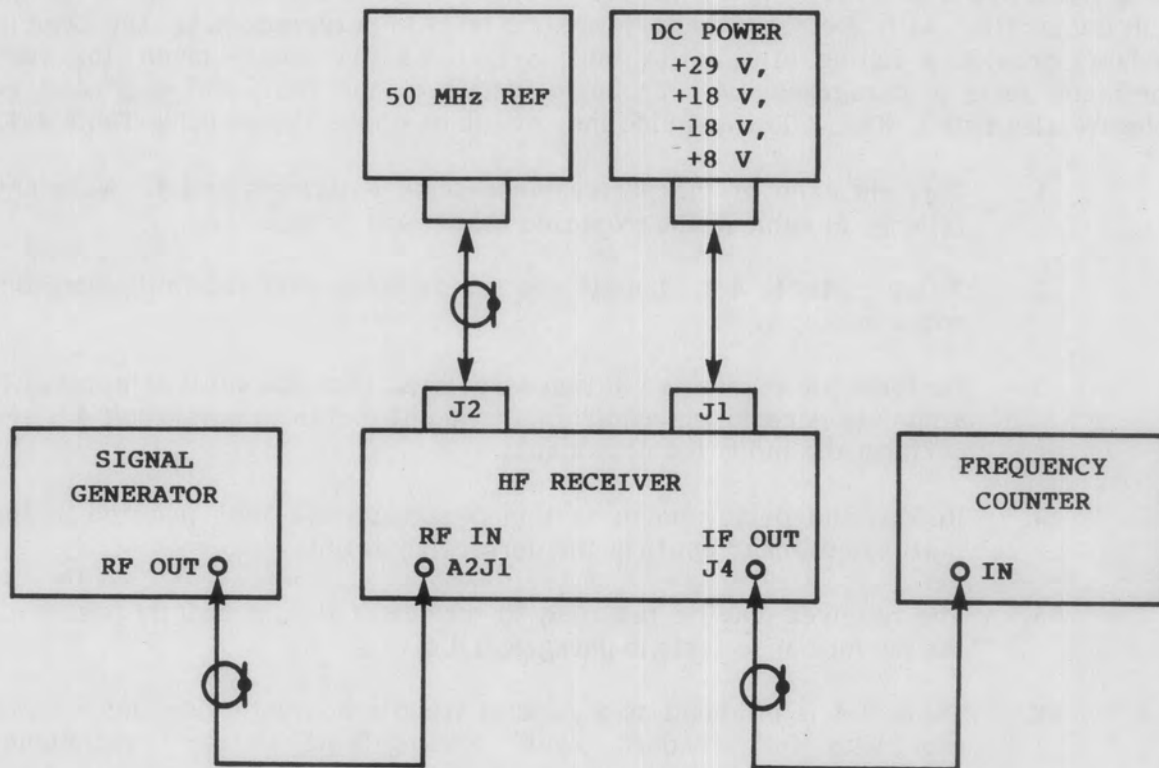 50 MHz REF
DC POWER
+29 V,
+18 V,
-18 V,
+8 V
J2
J1
SIGNAL
GENERATOR
RF OUT
HF RECEIVER
RF IN
A2J1
IF OUT
J4
FREQUENCY
COUNTER
IN